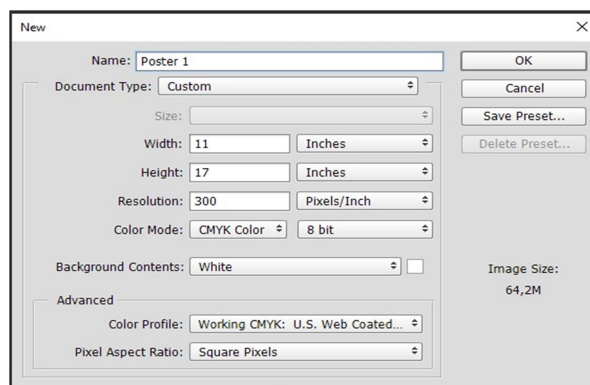 New
Name: Poster 1
OK
Document Type: Custom
Cancel
Size:
Save Preset...
Width: 11 Inches
Delete Preset...
Height: 17 Inches
Resolution: 300 Pixels/Inch
Color Mode: CMYK Color 8 bit
Background Contents: White
Image Size:
64,2M
Advanced
Color Profile: Working CMYK: U.S. Web Coated...
Pixel Aspect Ratio: Square Pixels